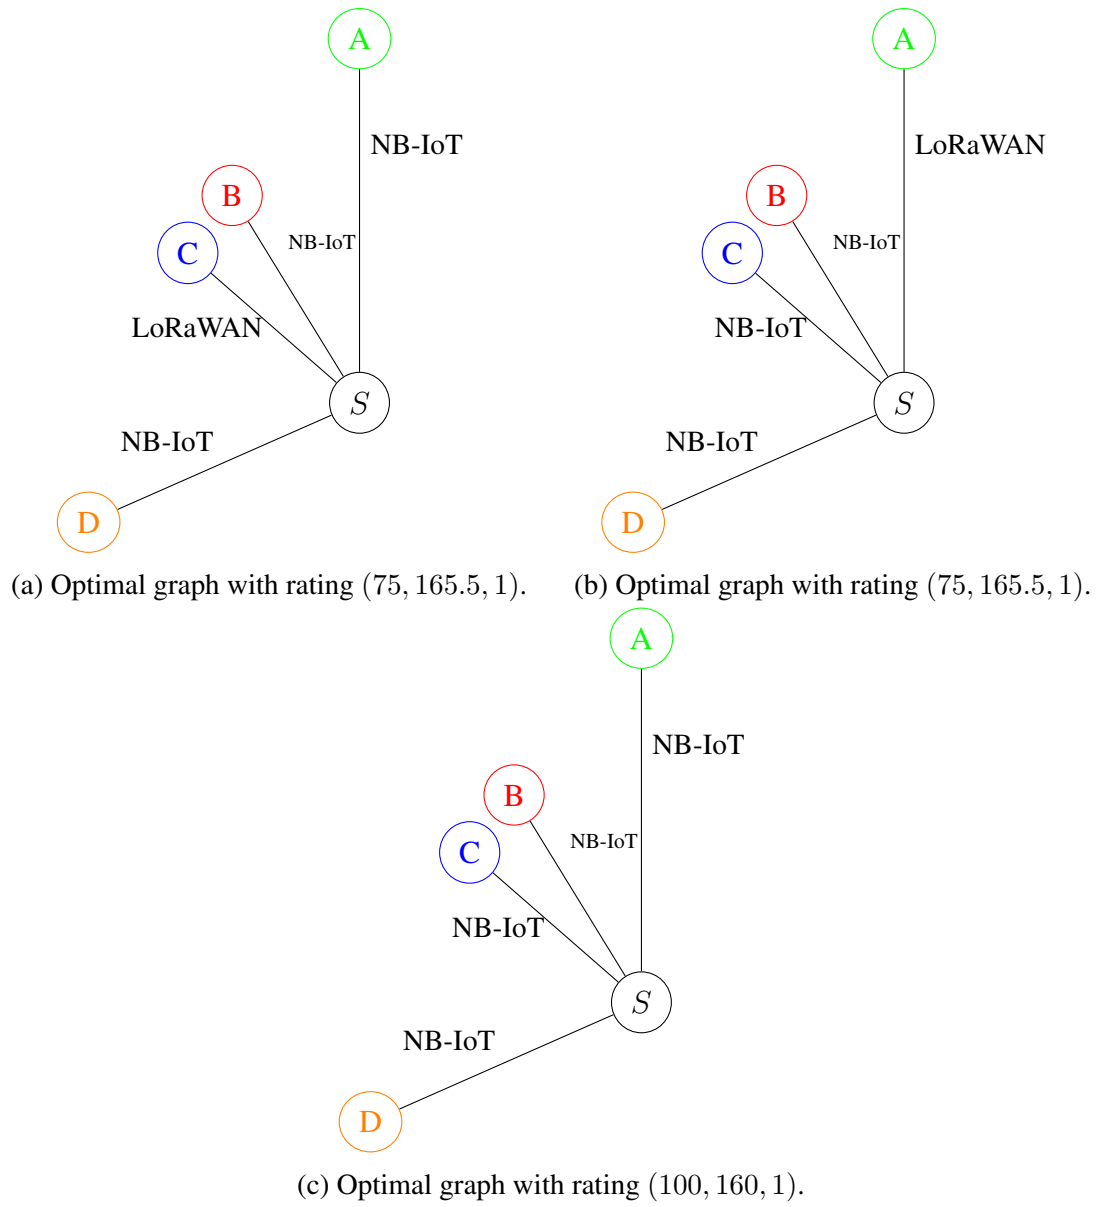 A
NB-IoT
B
NB-IoT
C
LoRaWAN
S
NB-IoT
D
(a) Optimal graph with rating (75, 165.5, 1).
A
LoRaWAN
B
NB-IoT
C
NB-IoT
S
NB-IoT
D
(b) Optimal graph with rating (75, 165.5, 1).
A
NB-IoT
B
NB-IoT
C
NB-IoT
S
NB-IoT
D
(c) Optimal graph with rating (100, 160, 1).